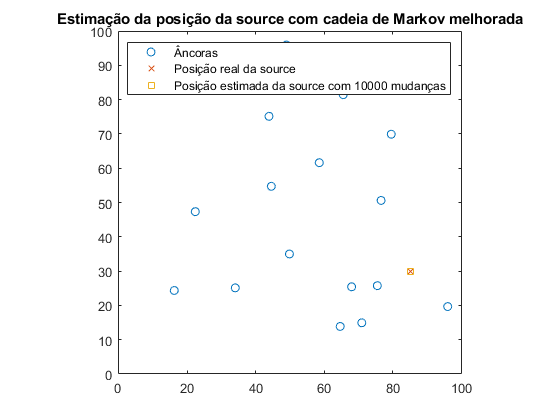 Estimação da posição da source com cadeia de Markov melhorada
Âncoras
Posição real da source
Posição estimada da source com 10000 mudanças
100
90
80
70
60
50
40
30
20
10
0
0 20 40 60 80 100